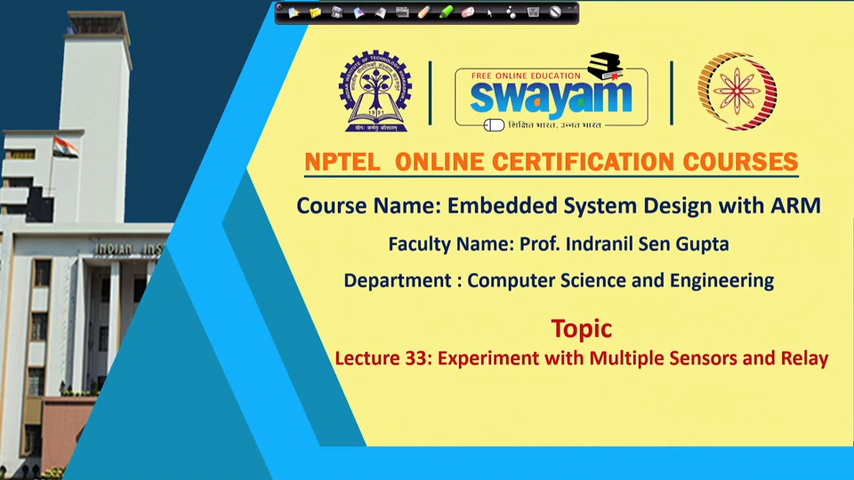 INDIAN INS
FREE ONLINE EDUCATION
swayam
शिक्षित भारत, उन्नत भारत
NPTEL ONLINE CERTIFICATION COURSES
Course Name: Embedded System Design with ARM
Faculty Name: Prof. Indranil Sen Gupta
Department : Computer Science and Engineering
Topic
Lecture 33: Experiment with Multiple Sensors and Relay